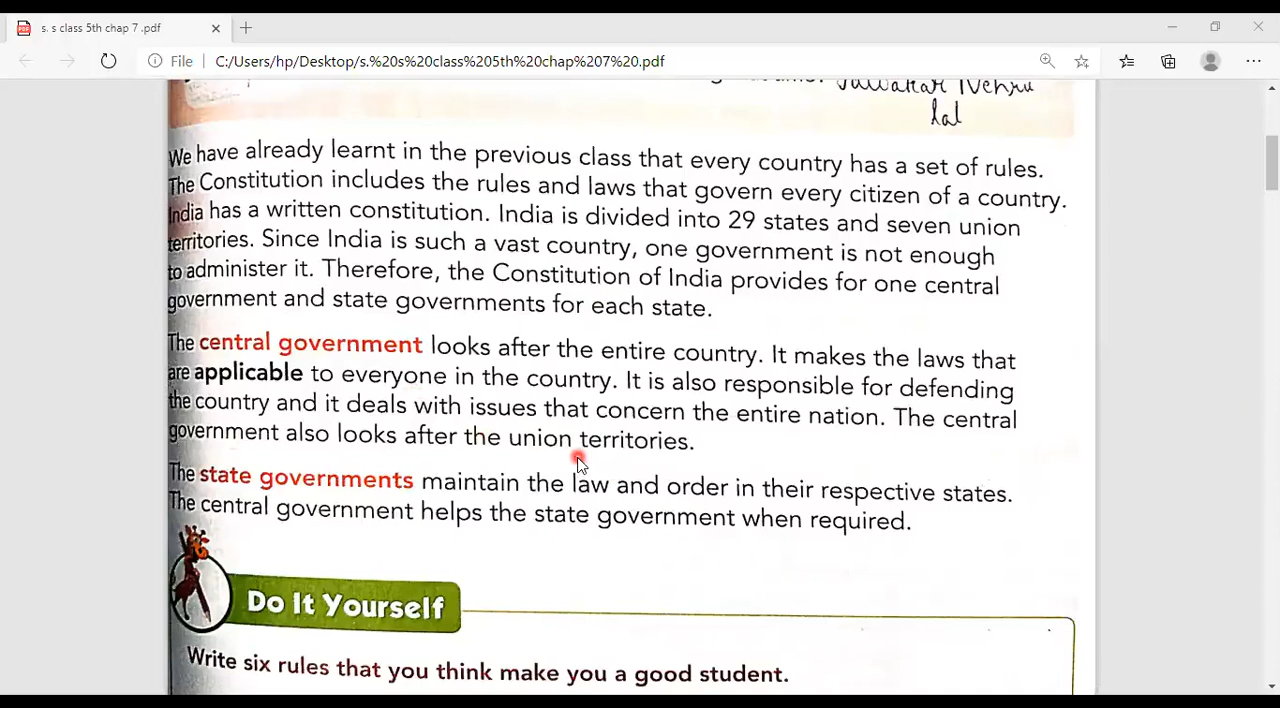 s. s class 5th chap 7 .pdf
File C:/Users/hp/Desktop/s.%20s%20class%205th%20chap%207%20.pdf
Nehru
lal
We have already learnt in the previous class that every country has a set of rules.
The Constitution includes the rules and laws that govern every citizen of a country.
India has a written constitution. India is divided into 29 states and seven union
territories. Since India is such a vast country, one government is not enough
to administer it. Therefore, the Constitution of India provides for one central
government and state governments for each state.
The central government looks after the entire country. It makes the laws that
are applicable to everyone in the country. It is also responsible for defending
the country and it deals with issues that concern the entire nation. The central
government also looks after the union territories.
The state governments maintain the law and order in their respective states.
The central government helps the state government when required.
Do It Yourself
Write six rules that you think make you a good student.